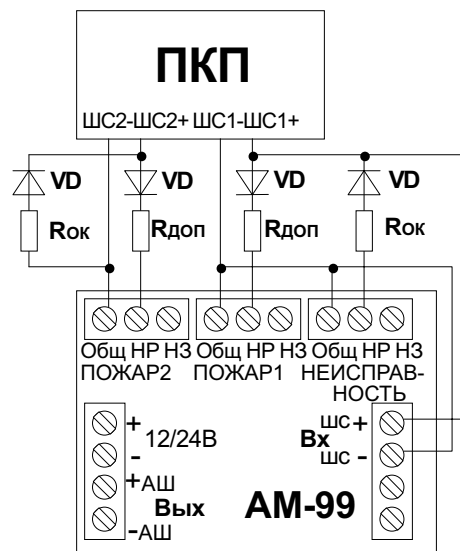 ПКП
ШС2-ШС2+ ШС1-ШС1+
VD VD VD VD
Rок Rдоп Rдоп Rок
Общ НР НЗ Общ НР НЗ Общ НР НЗ
ПОЖАР2 ПОЖАР1 НЕИСПРАВ-
НОСТЬ
+ 12/24В
-
+АШ
Вых
-АШ
шс +
Вх
шс -
АМ-99